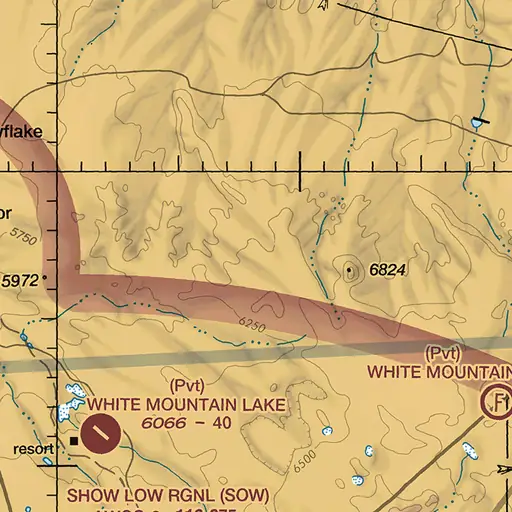 yflake
or
5750
5972
6824
6250
(Pvt)
WHITE MOUNTAIN
(Pvt)
WHITE MOUNTAIN LAKE
6066 – 40
resort
6500
SHOW LOW RGNL (SOW)